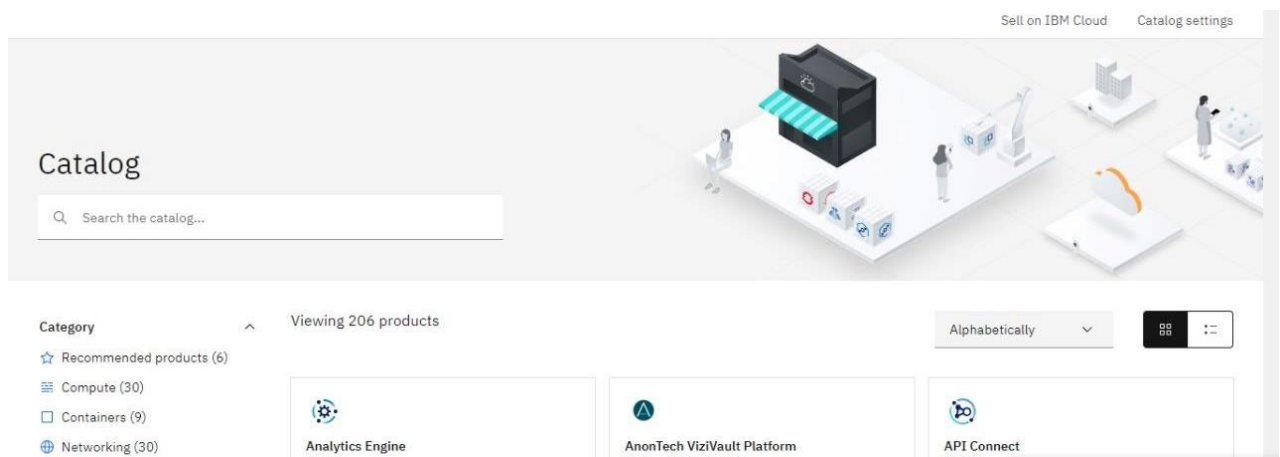 Sell on IBM Cloud Catalog settings
Catalog
Search the catalog...
Category
Recommended products (6)
Compute (30)
Containers (9)
Networking (30)
Viewing 206 products
Alphabetically
Analytics Engine
AnonTech ViziVault Platform
API Connect